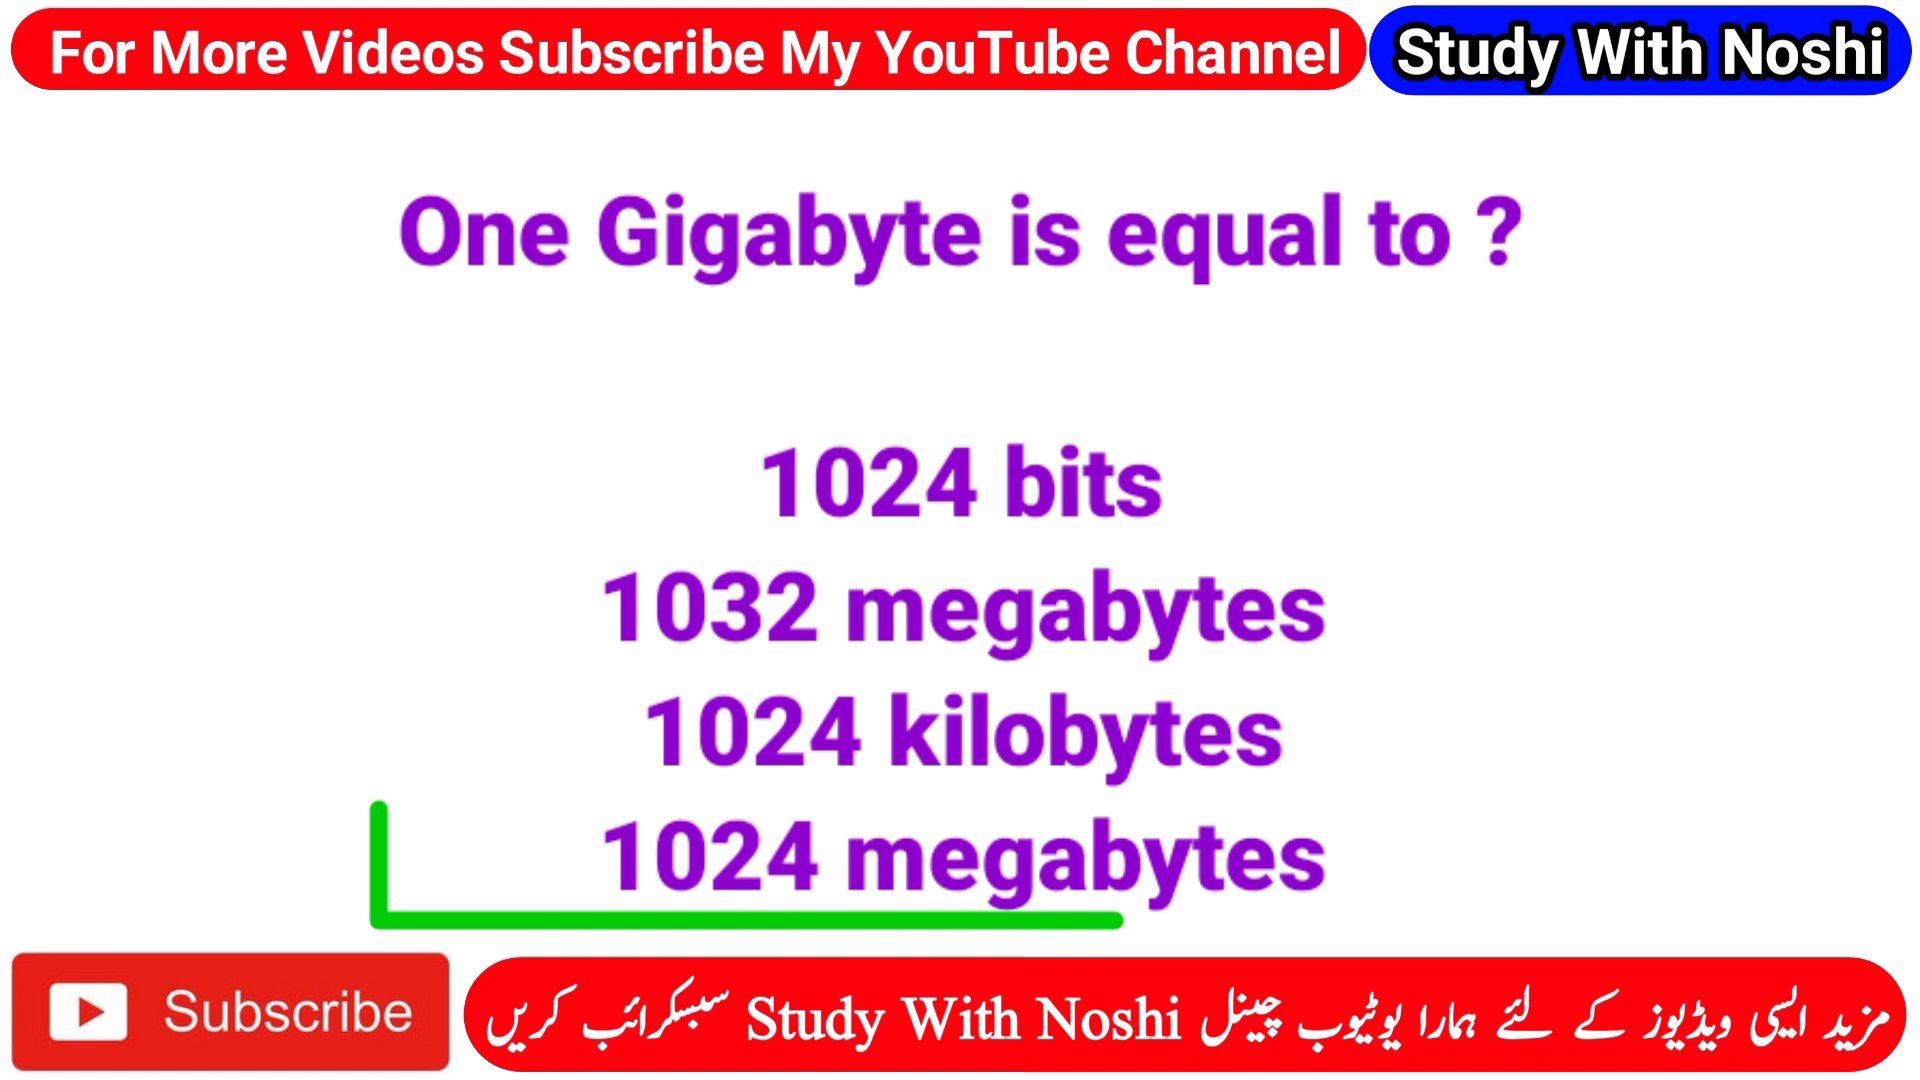 For More Videos Subscribe My YouTube Channel
Study With Noshi
One Gigabyte is equal to ?
1024 bits
1032 megabytes
1024 kilobytes
1024 megabytes
Subscribe
مزید ایسی ویڈیوز کے لئے ہمارا یوٹیوب چینل Study With Noshi سبسکرائب کریں